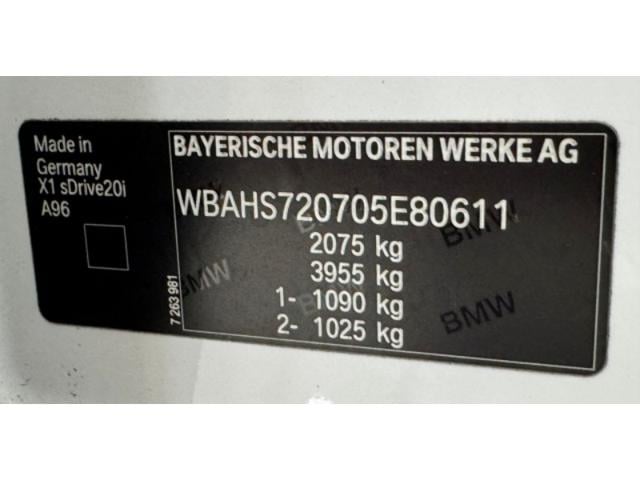 Made in
Germany
X1 sDrive20i
A96
7 263 981
BAYERISCHE MOTOREN WERKE AG
WBAHS720705E80611
2075 kg
3955 kg
1- 1090 kg
2- 1025 kg
BMW
BMW
BMW
BMW